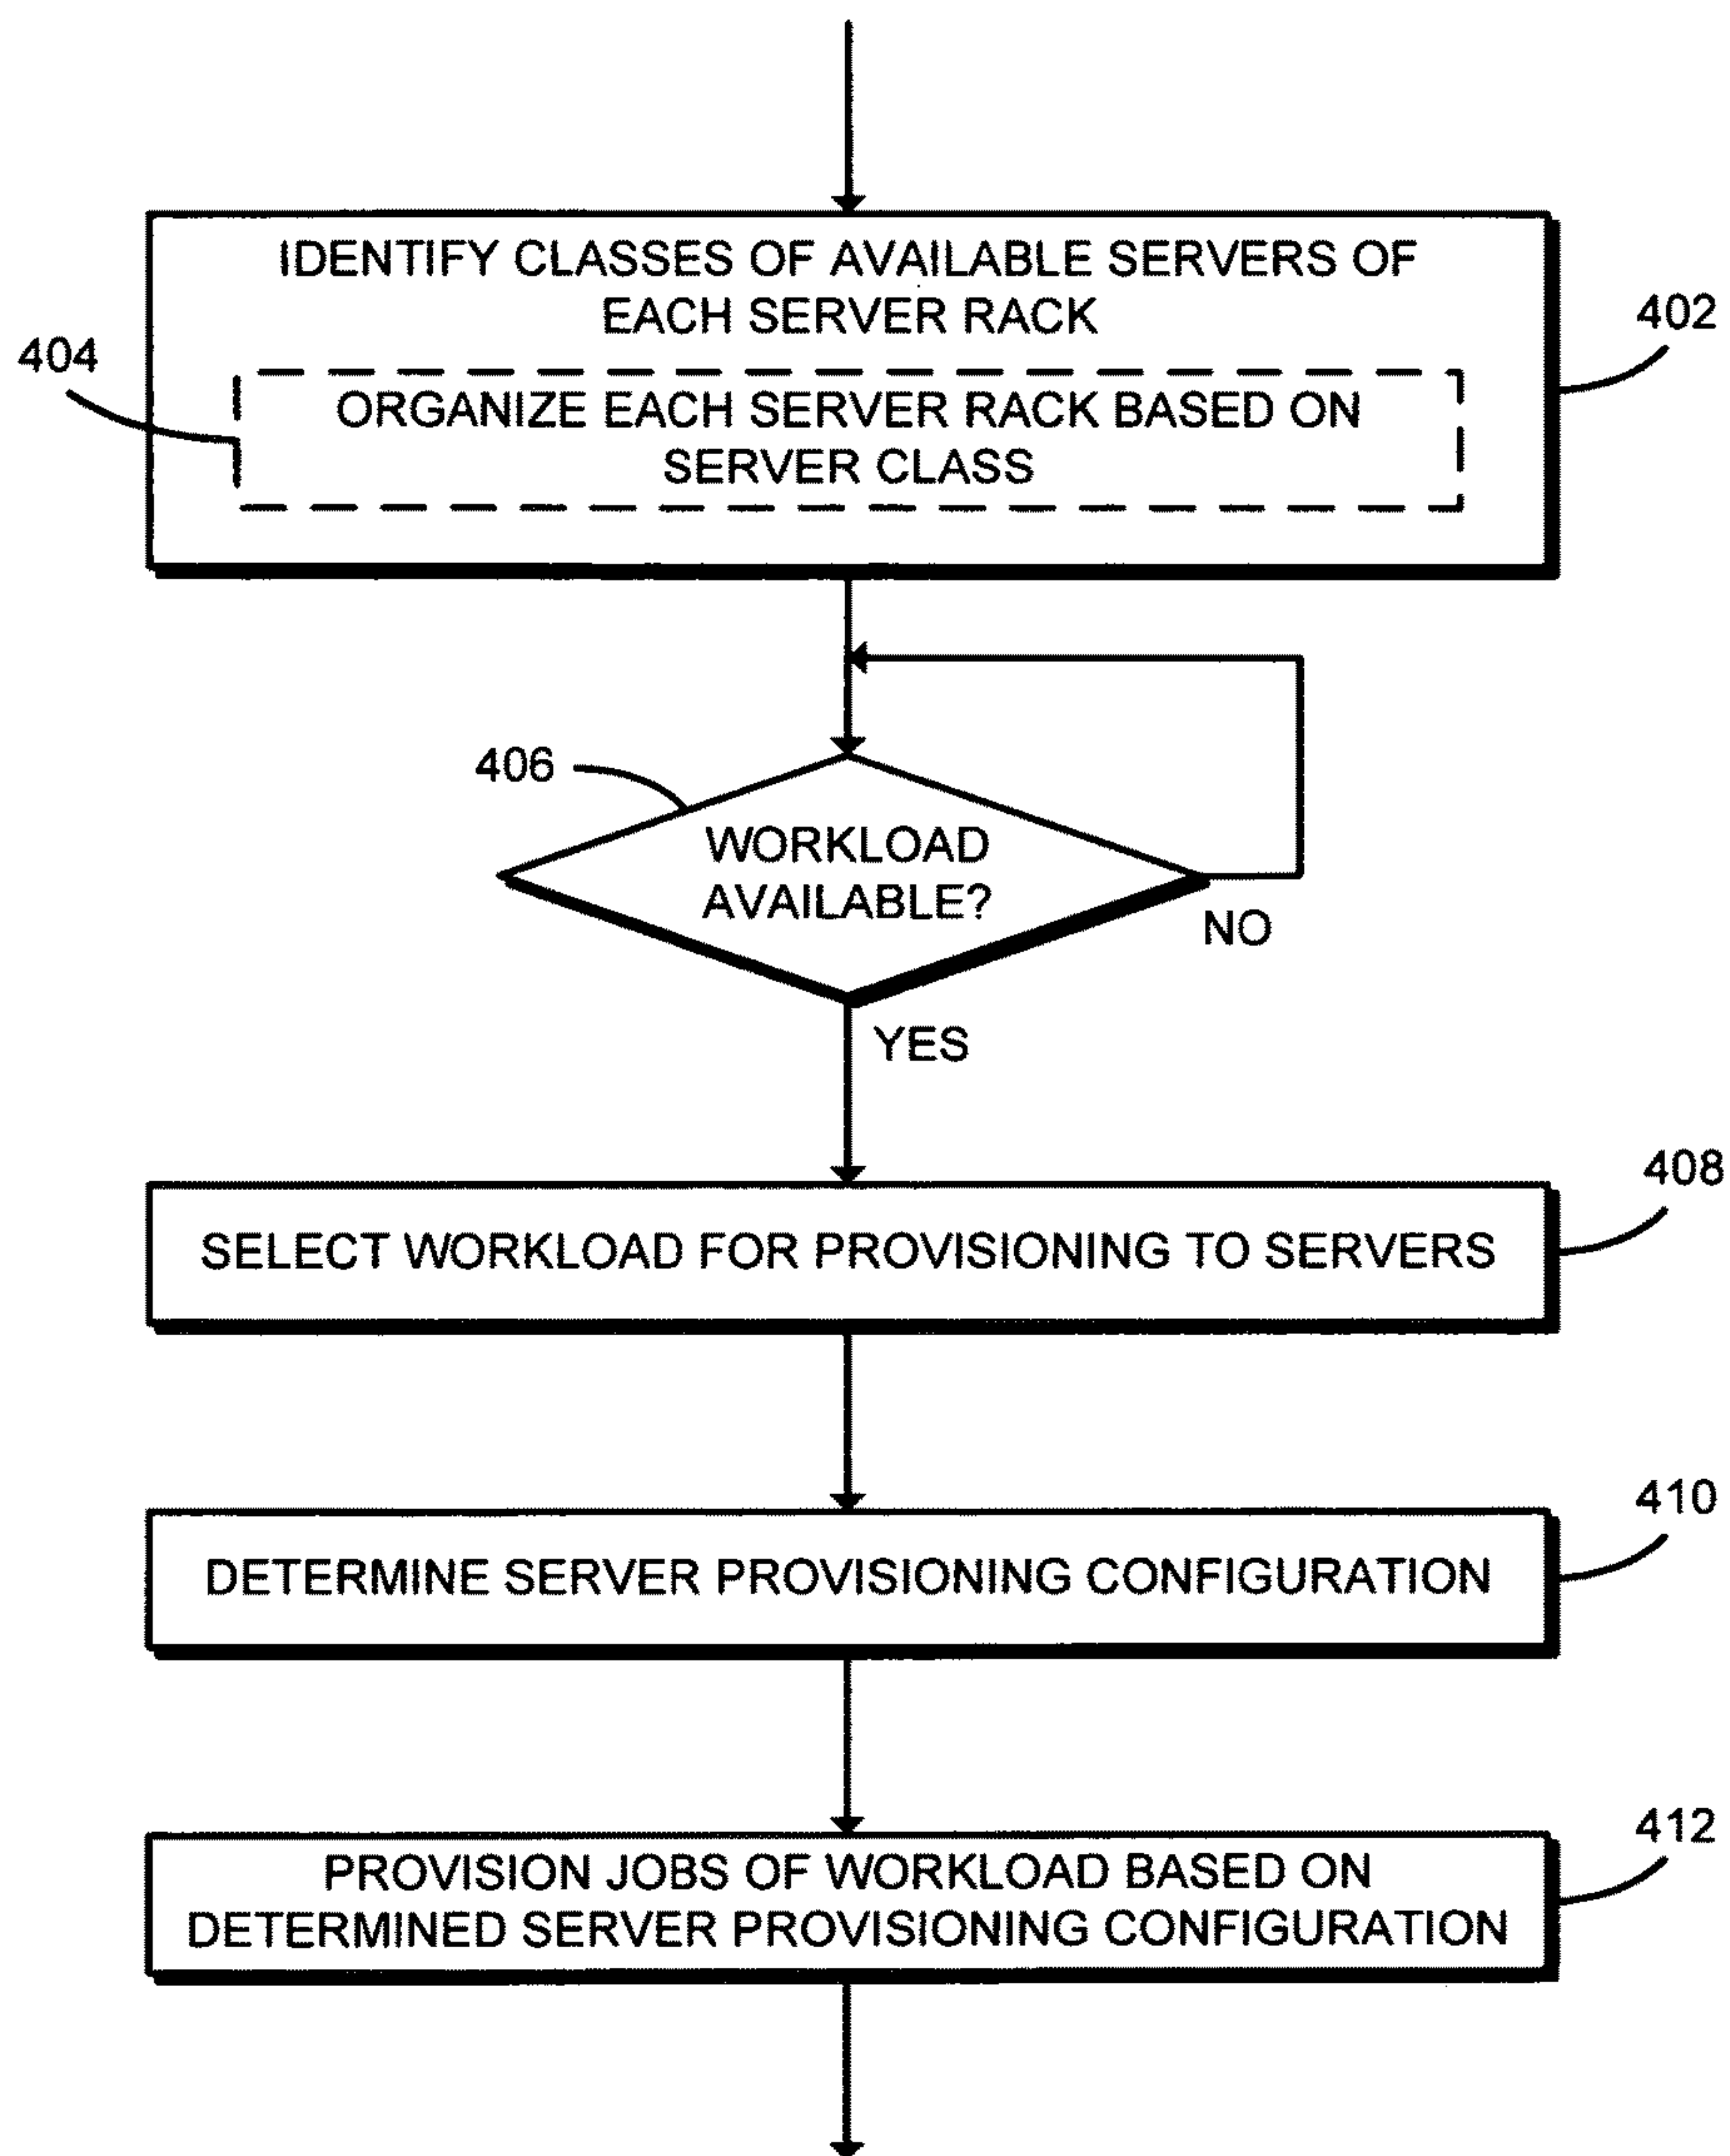 IDENTIFY CLASSES OF AVAILABLE SERVERS OF
EACH SERVER RACK
402
404
ORGANIZE EACH SERVER RACK BASED ON
SERVER CLASS
406
WORKLOAD
AVAILABLE?
NO
YES
408
SELECT WORKLOAD FOR PROVISIONING TO SERVERS
410
DETERMINE SERVER PROVISIONING CONFIGURATION
412
PROVISION JOBS OF WORKLOAD BASED ON
DETERMINED SERVER PROVISIONING CONFIGURATION